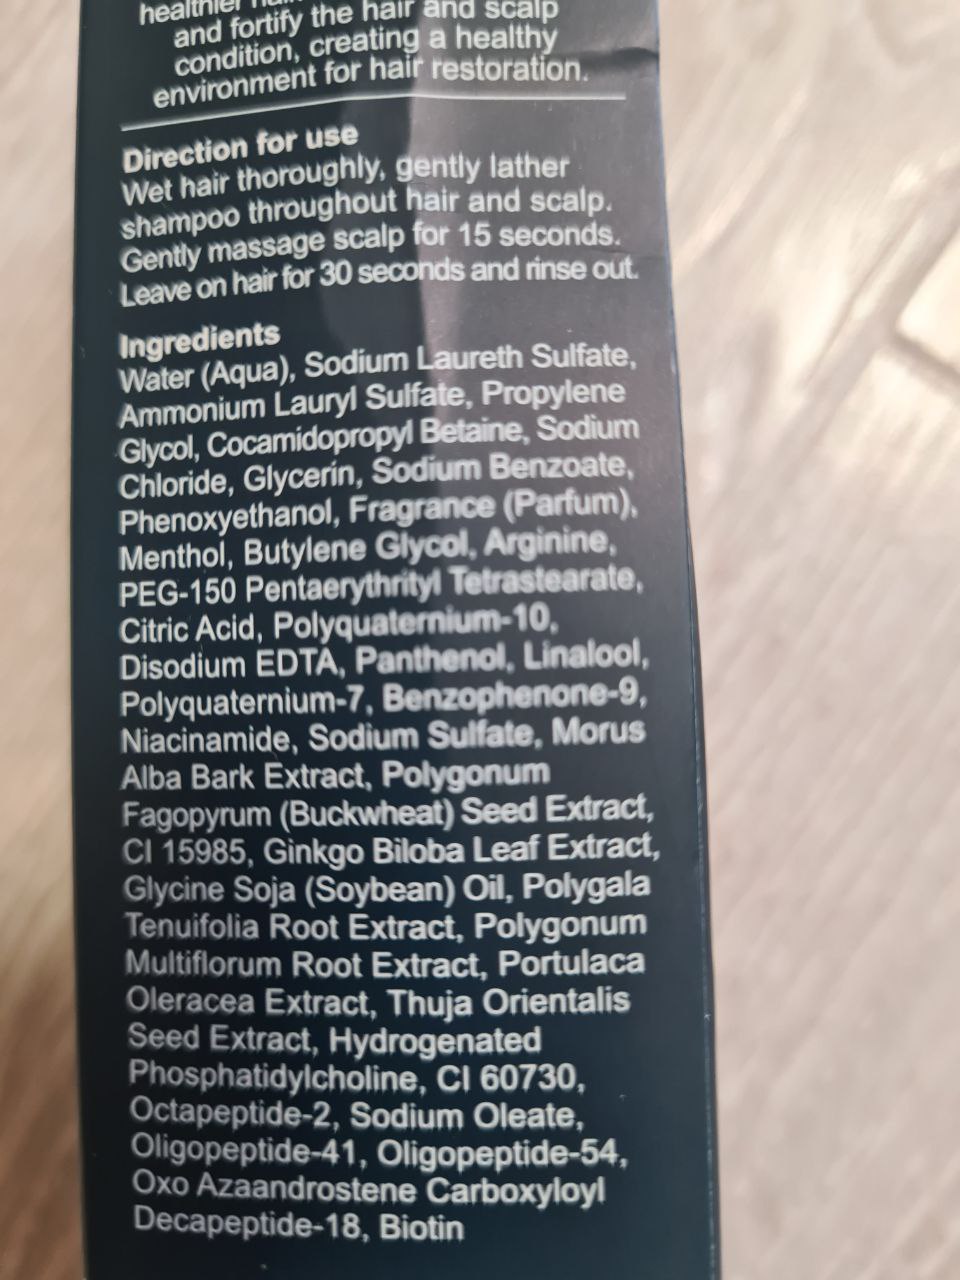 healthier
and fortify the hair and scalp
condition, creating a healthy
environment for hair restoration.
Direction for use
Wet hair thoroughly, gently lather
shampoo throughout hair and scalp.
Gently massage scalp for 15 seconds.
Leave on hair for 30 seconds and rinse out.
Ingredients
Water (Aqua), Sodium Laureth Sulfate,
Ammonium Lauryl Sulfate, Propylene
Glycol, Cocamidopropyl Betaine, Sodium
Chloride, Glycerin, Sodium Benzoate,
Phenoxyethanol, Fragrance (Parfum),
Menthol, Butylene Glycol, Arginine,
PEG-150 Pentaerythrityl Tetrastearate,
Citric Acid, Polyquaternium-10,
Disodium EDTA, Panthenol, Linalool,
Polyquaternium-7, Benzophenone-9,
Niacinamide, Sodium Sulfate, Morus
Alba Bark Extract, Polygonum
Fagopyrum (Buckwheat) Seed Extract,
CI 15985, Ginkgo Biloba Leaf Extract,
Glycine Soja (Soybean) Oil, Polygala
Tenuifolia Root Extract, Polygonum
Multiflorum Root Extract, Portulaca
Oleracea Extract, Thuja Orientalis
Seed Extract, Hydrogenated
Phosphatidylcholine, CI 60730,
Octapeptide-2, Sodium Oleate,
Oligopeptide-41, Oligopeptide-54,
Oxo Azaandrostene Carboxyloyl
Decapeptide-18, Biotin